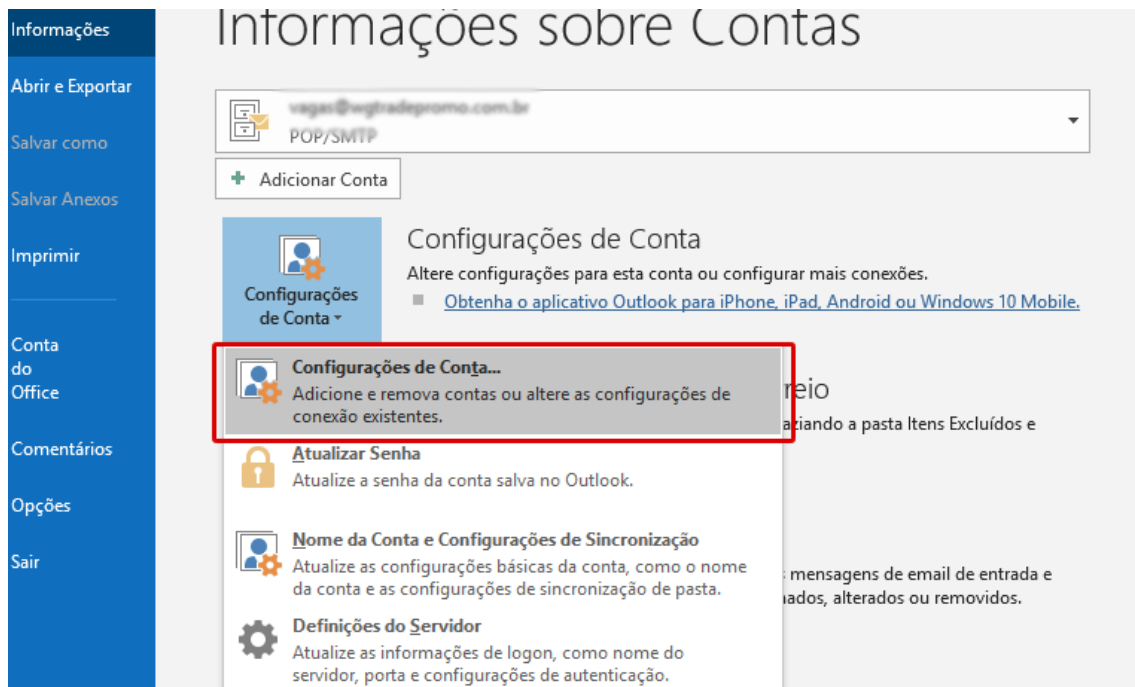 Informações
Abrir e Exportar
Salvar como
Salvar Anexos
Imprimir
Conta
do
Office
Comentários
Opções
Sair
Informações sobre Contas
POP/SMTP
Adicionar Conta
Configurações
de Conta
Configurações de Conta
Altere configurações para esta conta ou configurar mais conexões.
Obtenha o aplicativo Outlook para iPhone, iPad, Android ou Windows 10 Mobile.
Configurações de Conta...
Adicione e remova contas ou altere as configurações de
conexão existentes.
Atualizar Senha
Atualize a senha da conta salva no Outlook.
Nome da Conta e Configurações de Sincronização
Atualize as configurações básicas da conta, como o nome
da conta e as configurações de sincronização de pasta.
Definições do Servidor
Atualize as informações de logon, como nome do
servidor, porta e configurações de autenticação.
reio
aziando a pasta Itens Excluídos e
mensagens de email de entrada e
nados, alterados ou removidos.